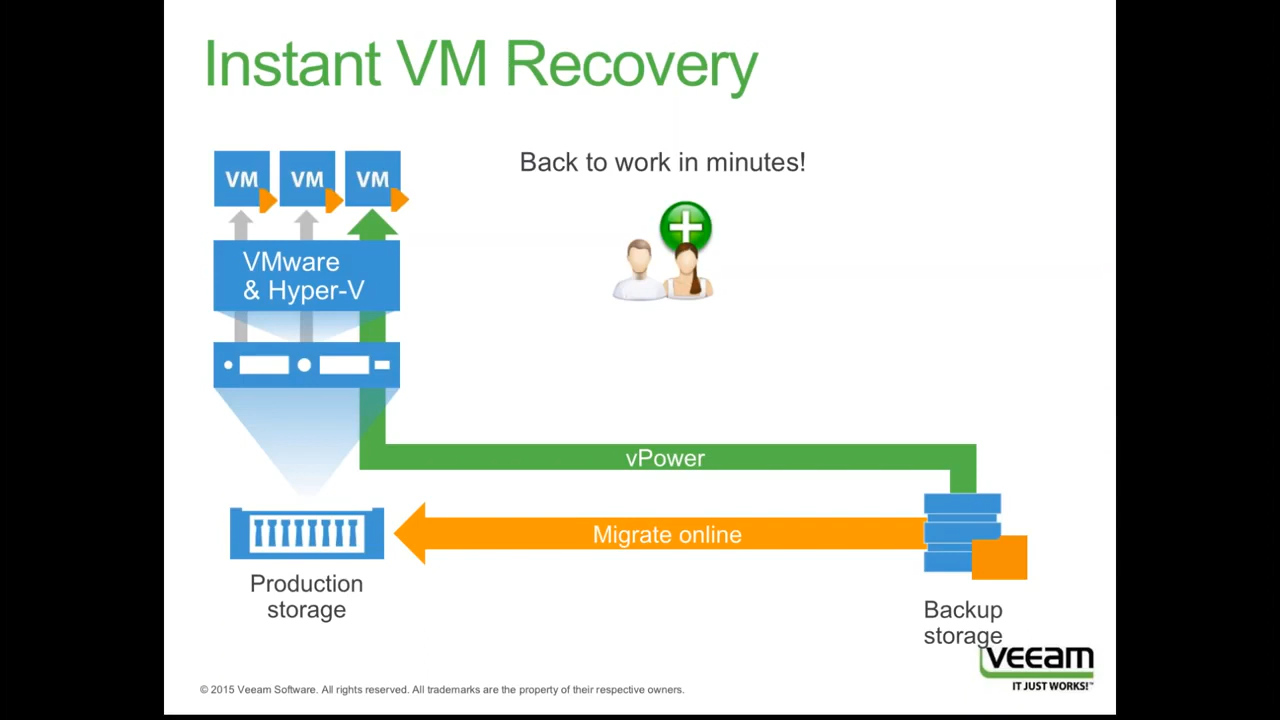 Instant VM Recovery
Back to work in minutes!
VM VM VM
VMware
& Hyper-V
vPower
Migrate online
Production
storage
Backup
storage
veeam
IT JUST WORKS!™
© 2015 Veeam Software. All rights reserved. All trademarks are the property of their respective owners.